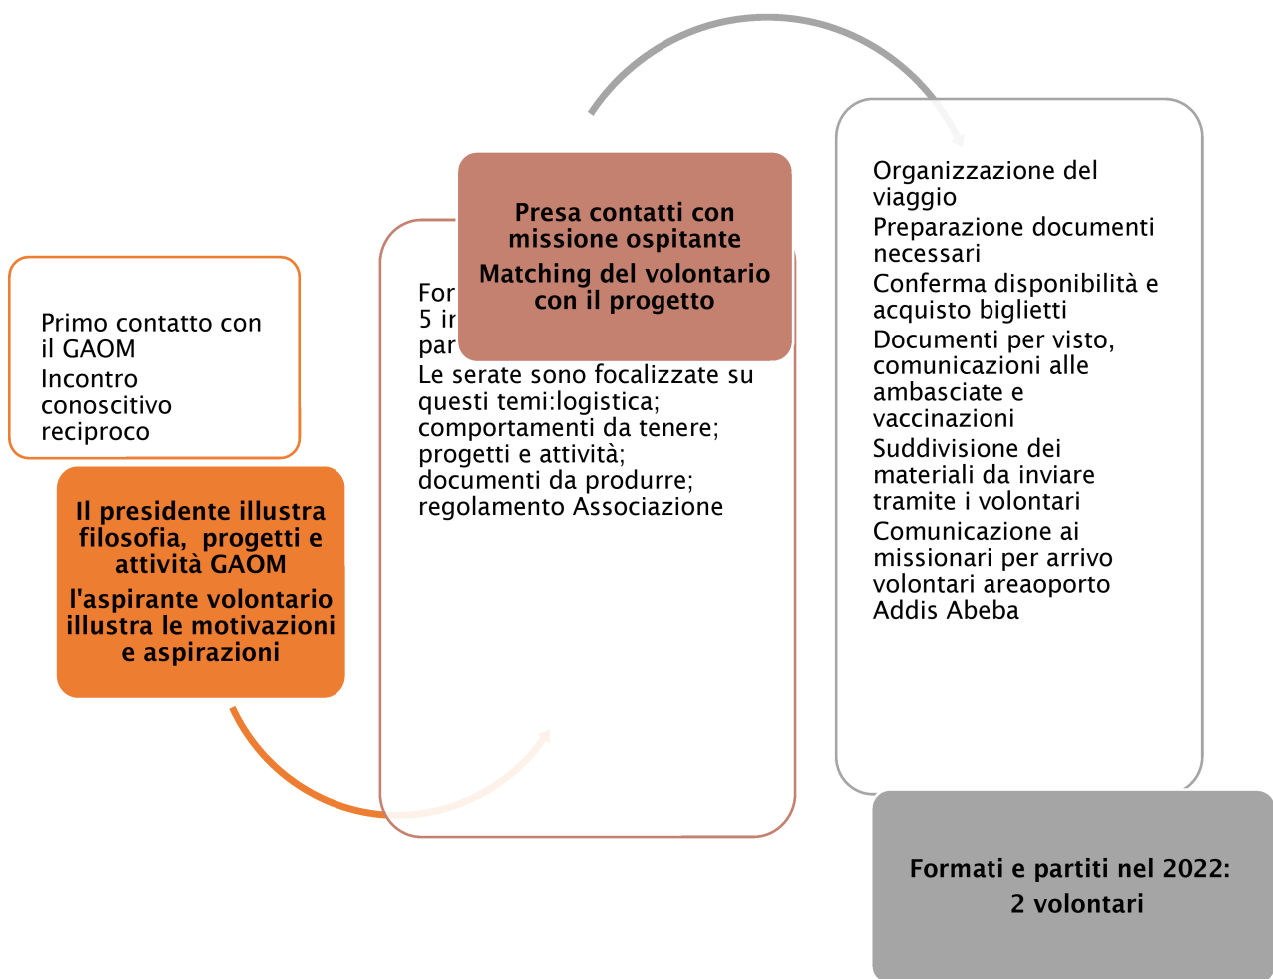 Primo contatto con
il GAOM
Incontro
conoscitivo
reciproco
Il presidente illustra
filosofia, progetti e
attività GAOM
l'aspirante volontario
illustra le motivazioni
e aspirazioni
Presa contatti con
missione ospitante
Matching del volontario
con il progetto
5
Le serate sono focalizzate su
questi temi:logistica;
comportamenti da tenere;
progetti e attività;
documenti da produrre;
regolamento Associazione
Organizzazione del
viaggio
Preparazione documenti
necessari
Conferma disponibilità e
acquisto biglietti
Documenti per visto,
comunicazioni alle
ambasciate e
vaccinazioni
Suddivisione dei
materiali da inviare
tramite i volontari
Comunicazione ai
missionari per arrivo
volontari areaoporto
Addis Abeba
Formati e partiti nel 2022:
2 volontari